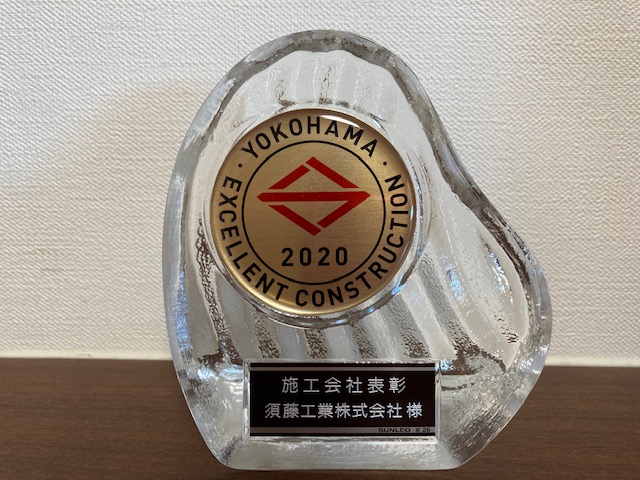 YOKOHAMA
EXCELLENT CONSTRUCTION
2020
施工会社表彰
須藤工業株式会社 様
SUNLEO S 26